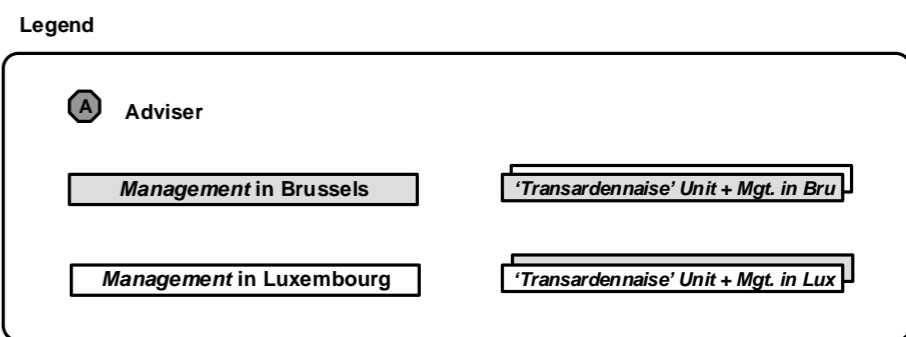 Legend
A
Adviser
Management in Brussels
'Transardennaise' Unit + Mgt. in Bru
Management in Luxembourg
'Transardennaise' Unit + Mgt. in Lux